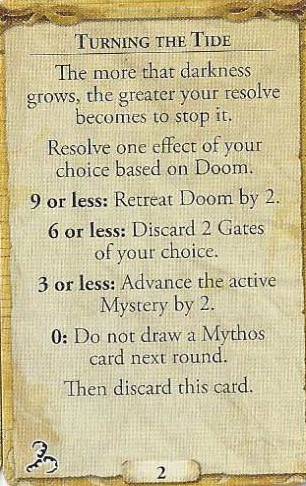 Turning the Tide
The more that darkness
grows, the greater your resolve
becomes to stop it.
Resolve one effect of your
choice based on Doom.
9 or less: Retreat Doom by 2.
6 or less: Discard 2 Gates
of your choice.
3 or less: Advance the active
Mystery by 2.
0: Do not draw a Mythos
card next round.
Then discard this card.
2